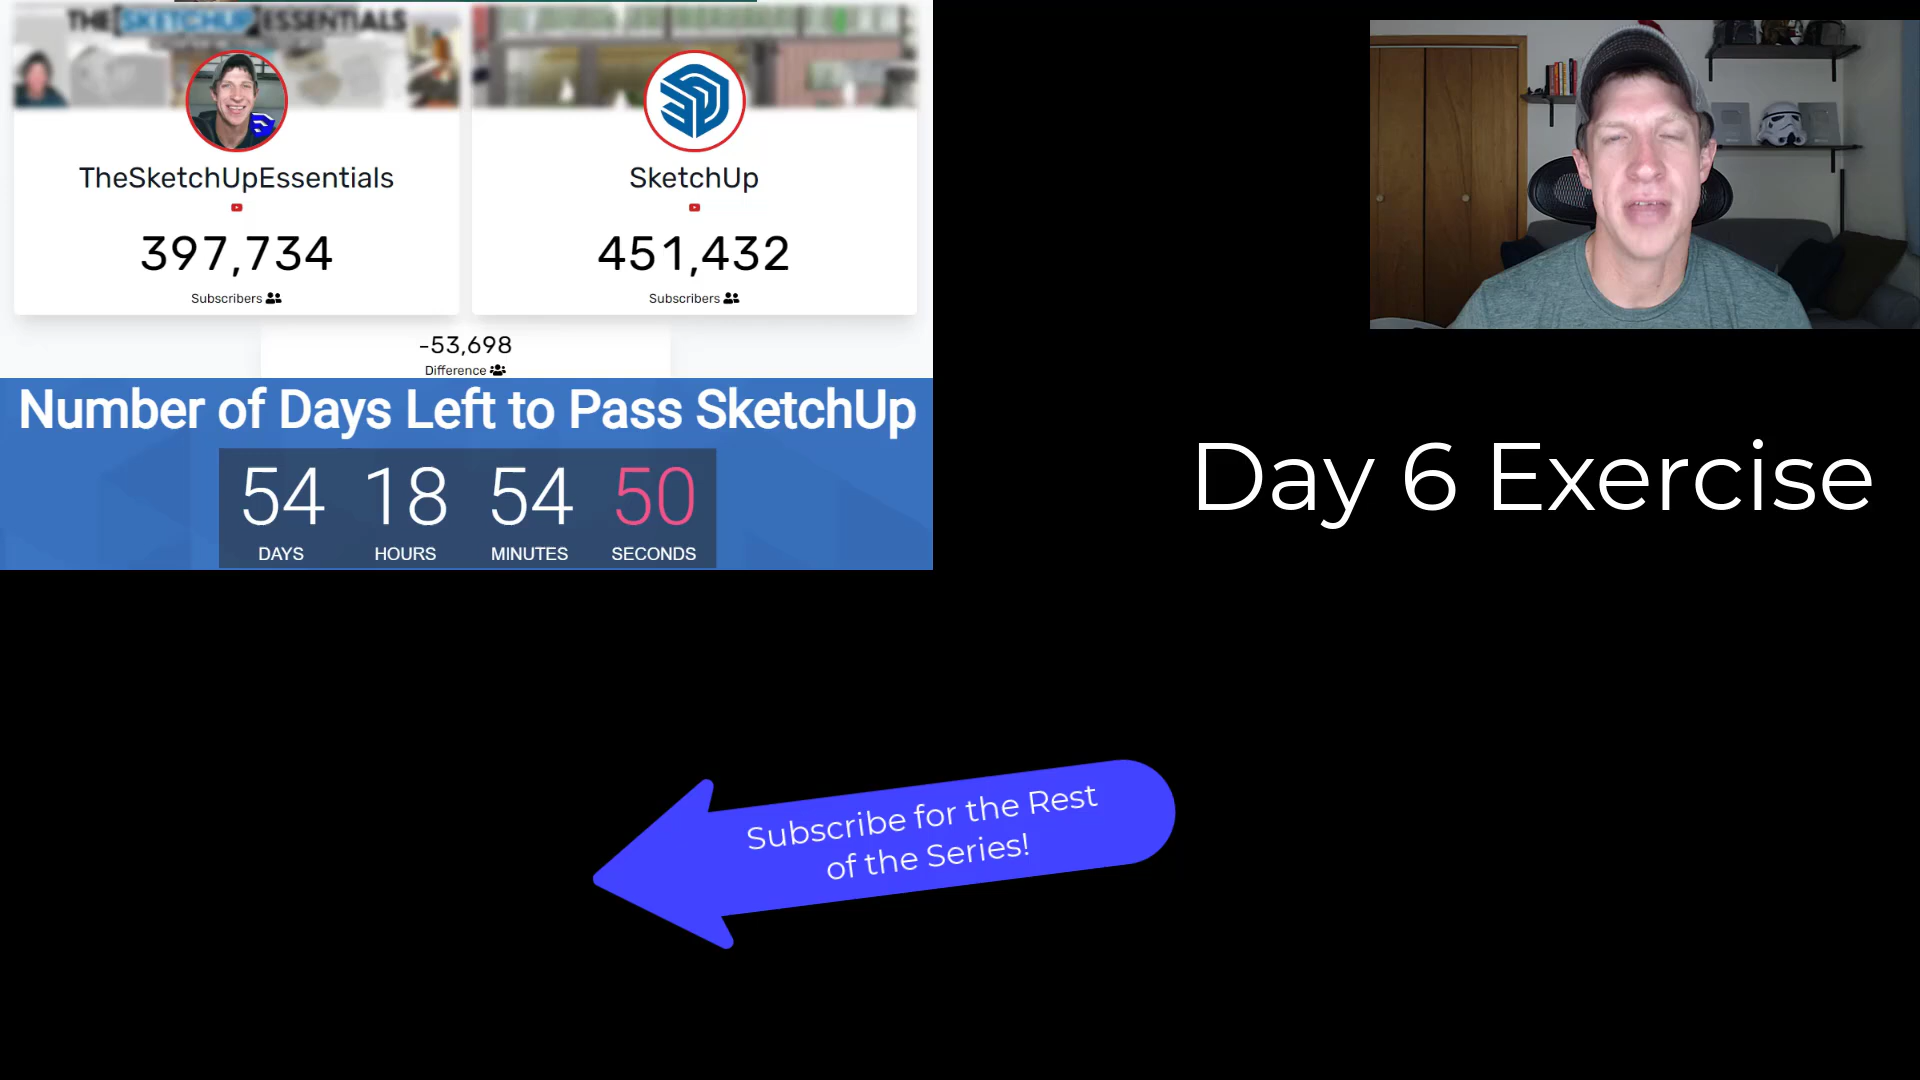 THE SKETCHUP ESSENTIALS
TheSketchUpEssentials
397,734
Subscribers
SketchUp
451,432
Subscribers
-53,698
Difference
Number of Days Left to Pass SketchUp
54 18 54 50
DAYS HOURS MINUTES SECONDS
Day 6 Exercise
Subscribe for the Rest
of the Series!